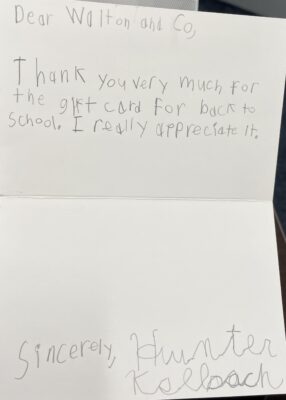 Dear Walton and Co,
Thank you very much for
the gift card for back to
school. I really appreciate it.
Sincerely, Hunter
Kolbach